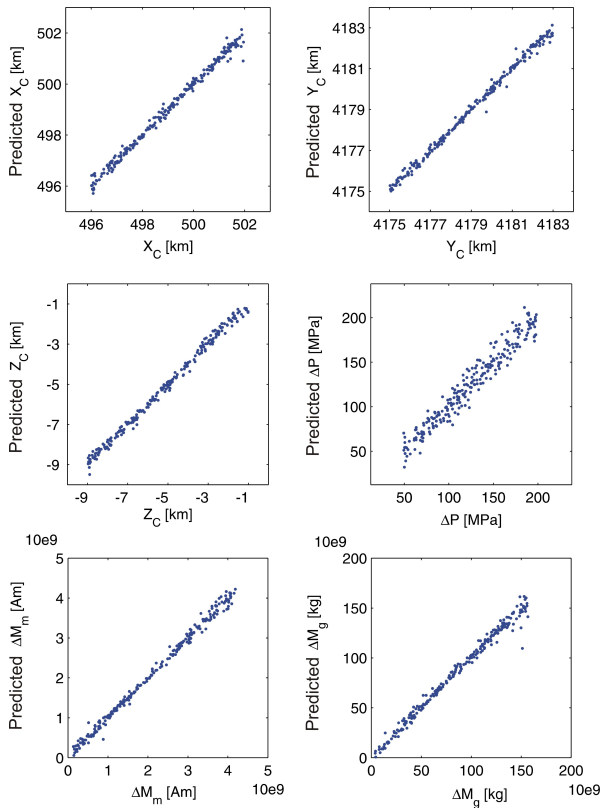 502
500
498
496
Predicted X_C [km]
496 498 500 502
X_C [km]
4183
4181
4179
4177
4175
Predicted Y_C [km]
4175 4177 4179 4181 4183
Y_C [km]
-1
-3
-5
-7
-9
Predicted Z_C [km]
-9 -7 -5 -3 -1
Z_C [km]
200
150
100
50
Predicted ΔP [MPa]
50 100 150 200
ΔP [MPa]
10e9
5
4
3
2
1
0
Predicted ΔM_m [Am]
0 1 2 3 4 5
ΔM_m [Am] 10e9
10e9
200
150
100
50
0
Predicted ΔM_g [kg]
0 50 100 150 200
ΔM_g [kg] 10e9